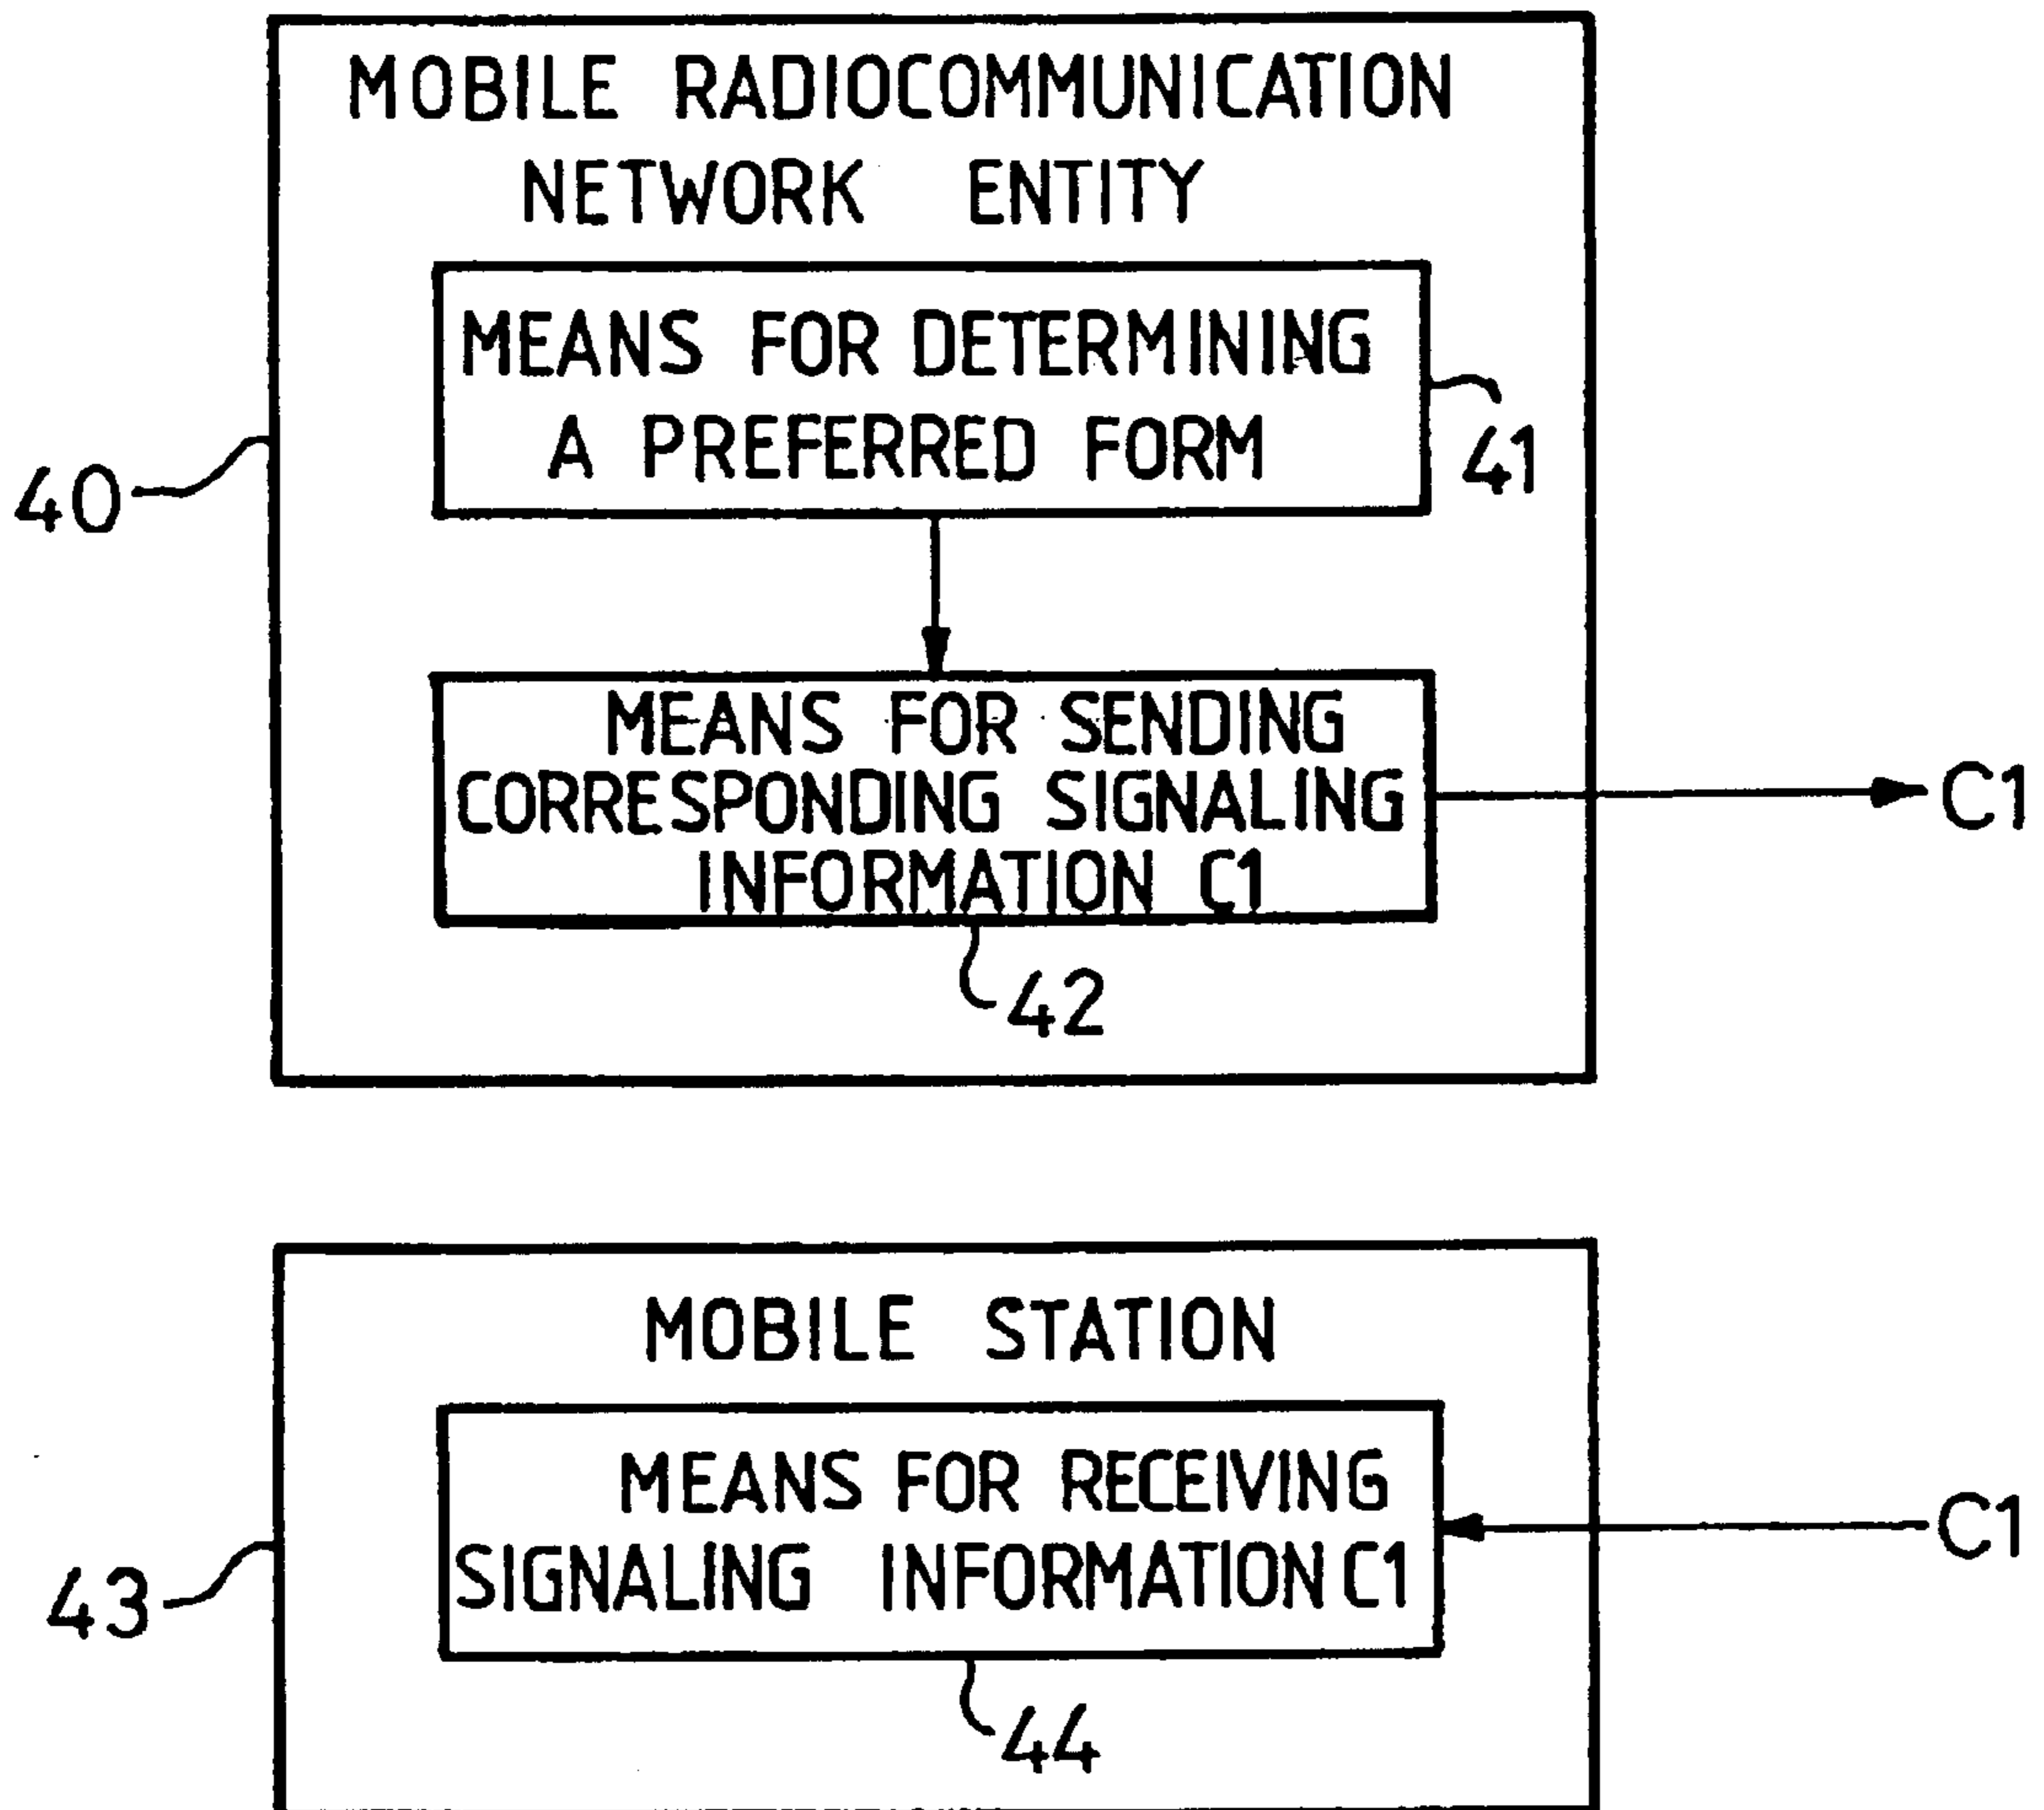 MOBILE RADIOCOMMUNICATION
NETWORK ENTITY
MEANS FOR DETERMINING
A PREFERRED FORM
41
40
MEANS FOR SENDING
CORRESPONDING SIGNALING
INFORMATION C1
C1
42
MOBILE STATION
MEANS FOR RECEIVING
SIGNALING INFORMATION C1
C1
43
44